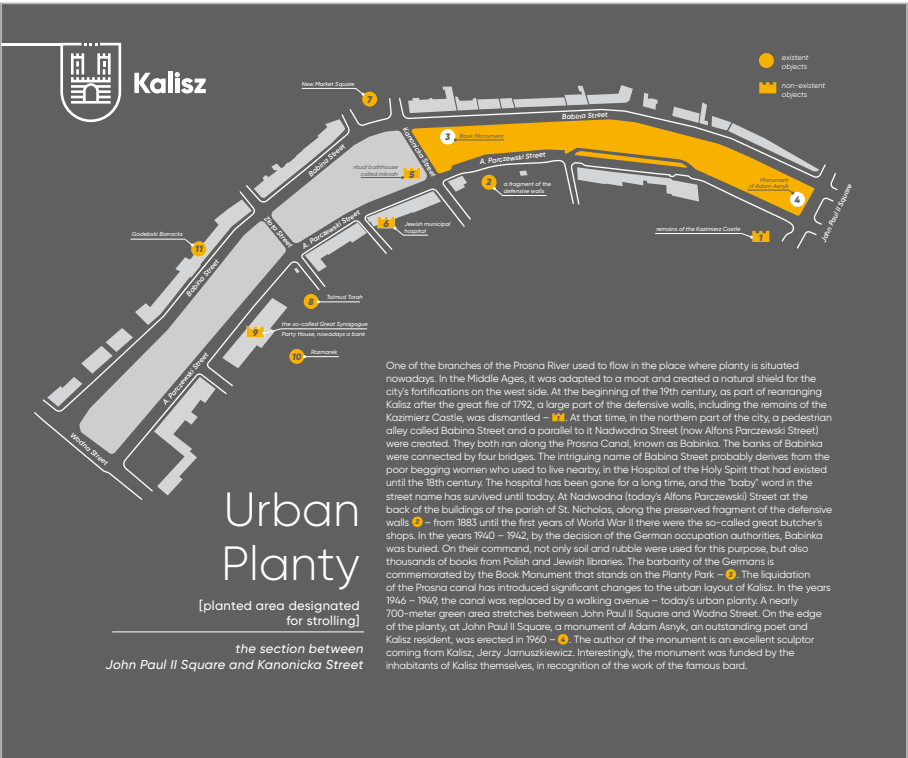 Kalisz
existent
objects
non-existent
objects
New Market Square
7
Babina Street
3
Book Monument
Kanonicka Street
Babina Street
A. Parczewski Street
ritual bathhouse
called mikvah
5
2
a fragment of the
defensive walls
Monument
of Adam Asnyk
4
John Paul II Square
6
Jewish municipal
hospital
remains of the Kazimierz Castle
1
Godebski Barracks
11
Złota Street
A. Parczewski Street
Babina Street
8
Talmud Torah
9
the so-called Great Synagogue
Party House, nowadays a bank
10
Rozmarek
A. Parczewski Street
Wodna Street
One of the branches of the Prosna River used to flow in the place where planty is situated
nowadays. In the Middle Ages, it was adapted to a moat and created a natural shield for the
city's fortifications on the west side. At the beginning of the 19th century, as part of rearranging
Kalisz after the great fire of 1792, a large part of the defensive walls, including the remains of the
Kazimierz Castle, was dismantled – 1. At that time, in the northern part of the city, a pedestrian
alley called Babina Street and a parallel to it Nadwodna Street (now Alfons Parczewski Street)
were created. They both ran along the Prosna Canal, known as Babinka. The banks of Babinka
were connected by four bridges. The intriguing name of Babina Street probably derives from the
poor begging women who used to live nearby, in the Hospital of the Holy Spirit that had existed
until the 18th century. The hospital has been gone for a long time, and the "baby" word in the
street name has survived until today. At Nadwodna (today's Alfons Parczewski) Street at the
back of the buildings of the parish of St. Nicholas, along the preserved fragment of the defensive
walls 2 – from 1883 until the first years of World War II there were the so-called great butcher's
shops. In the years 1940 – 1942, by the decision of the German occupation authorities, Babinka
was buried. On their command, not only soil and rubble were used for this purpose, but also
thousands of books from Polish and Jewish libraries. The barbarity of the Germans is
commemorated by the Book Monument that stands on the Planty Park – 3. The liquidation
of the Prosna canal has introduced significant changes to the urban layout of Kalisz. In the years
1946 – 1949, the canal was replaced by a walking avenue – today's urban planty. A nearly
700-meter green area stretches between John Paul II Square and Wodna Street. On the edge
of the planty, at John Paul II Square, a monument of Adam Asnyk, an outstanding poet and
Kalisz resident, was erected in 1960 – 4. The author of the monument is an excellent sculptor
coming from Kalisz, Jerzy Jarnuszkiewicz. Interestingly, the monument was funded by the
inhabitants of Kalisz themselves, in recognition of the work of the famous bard.
Urban
Planty
[planted area designated
for strolling]
the section between
John Paul II Square and Kanonicka Street